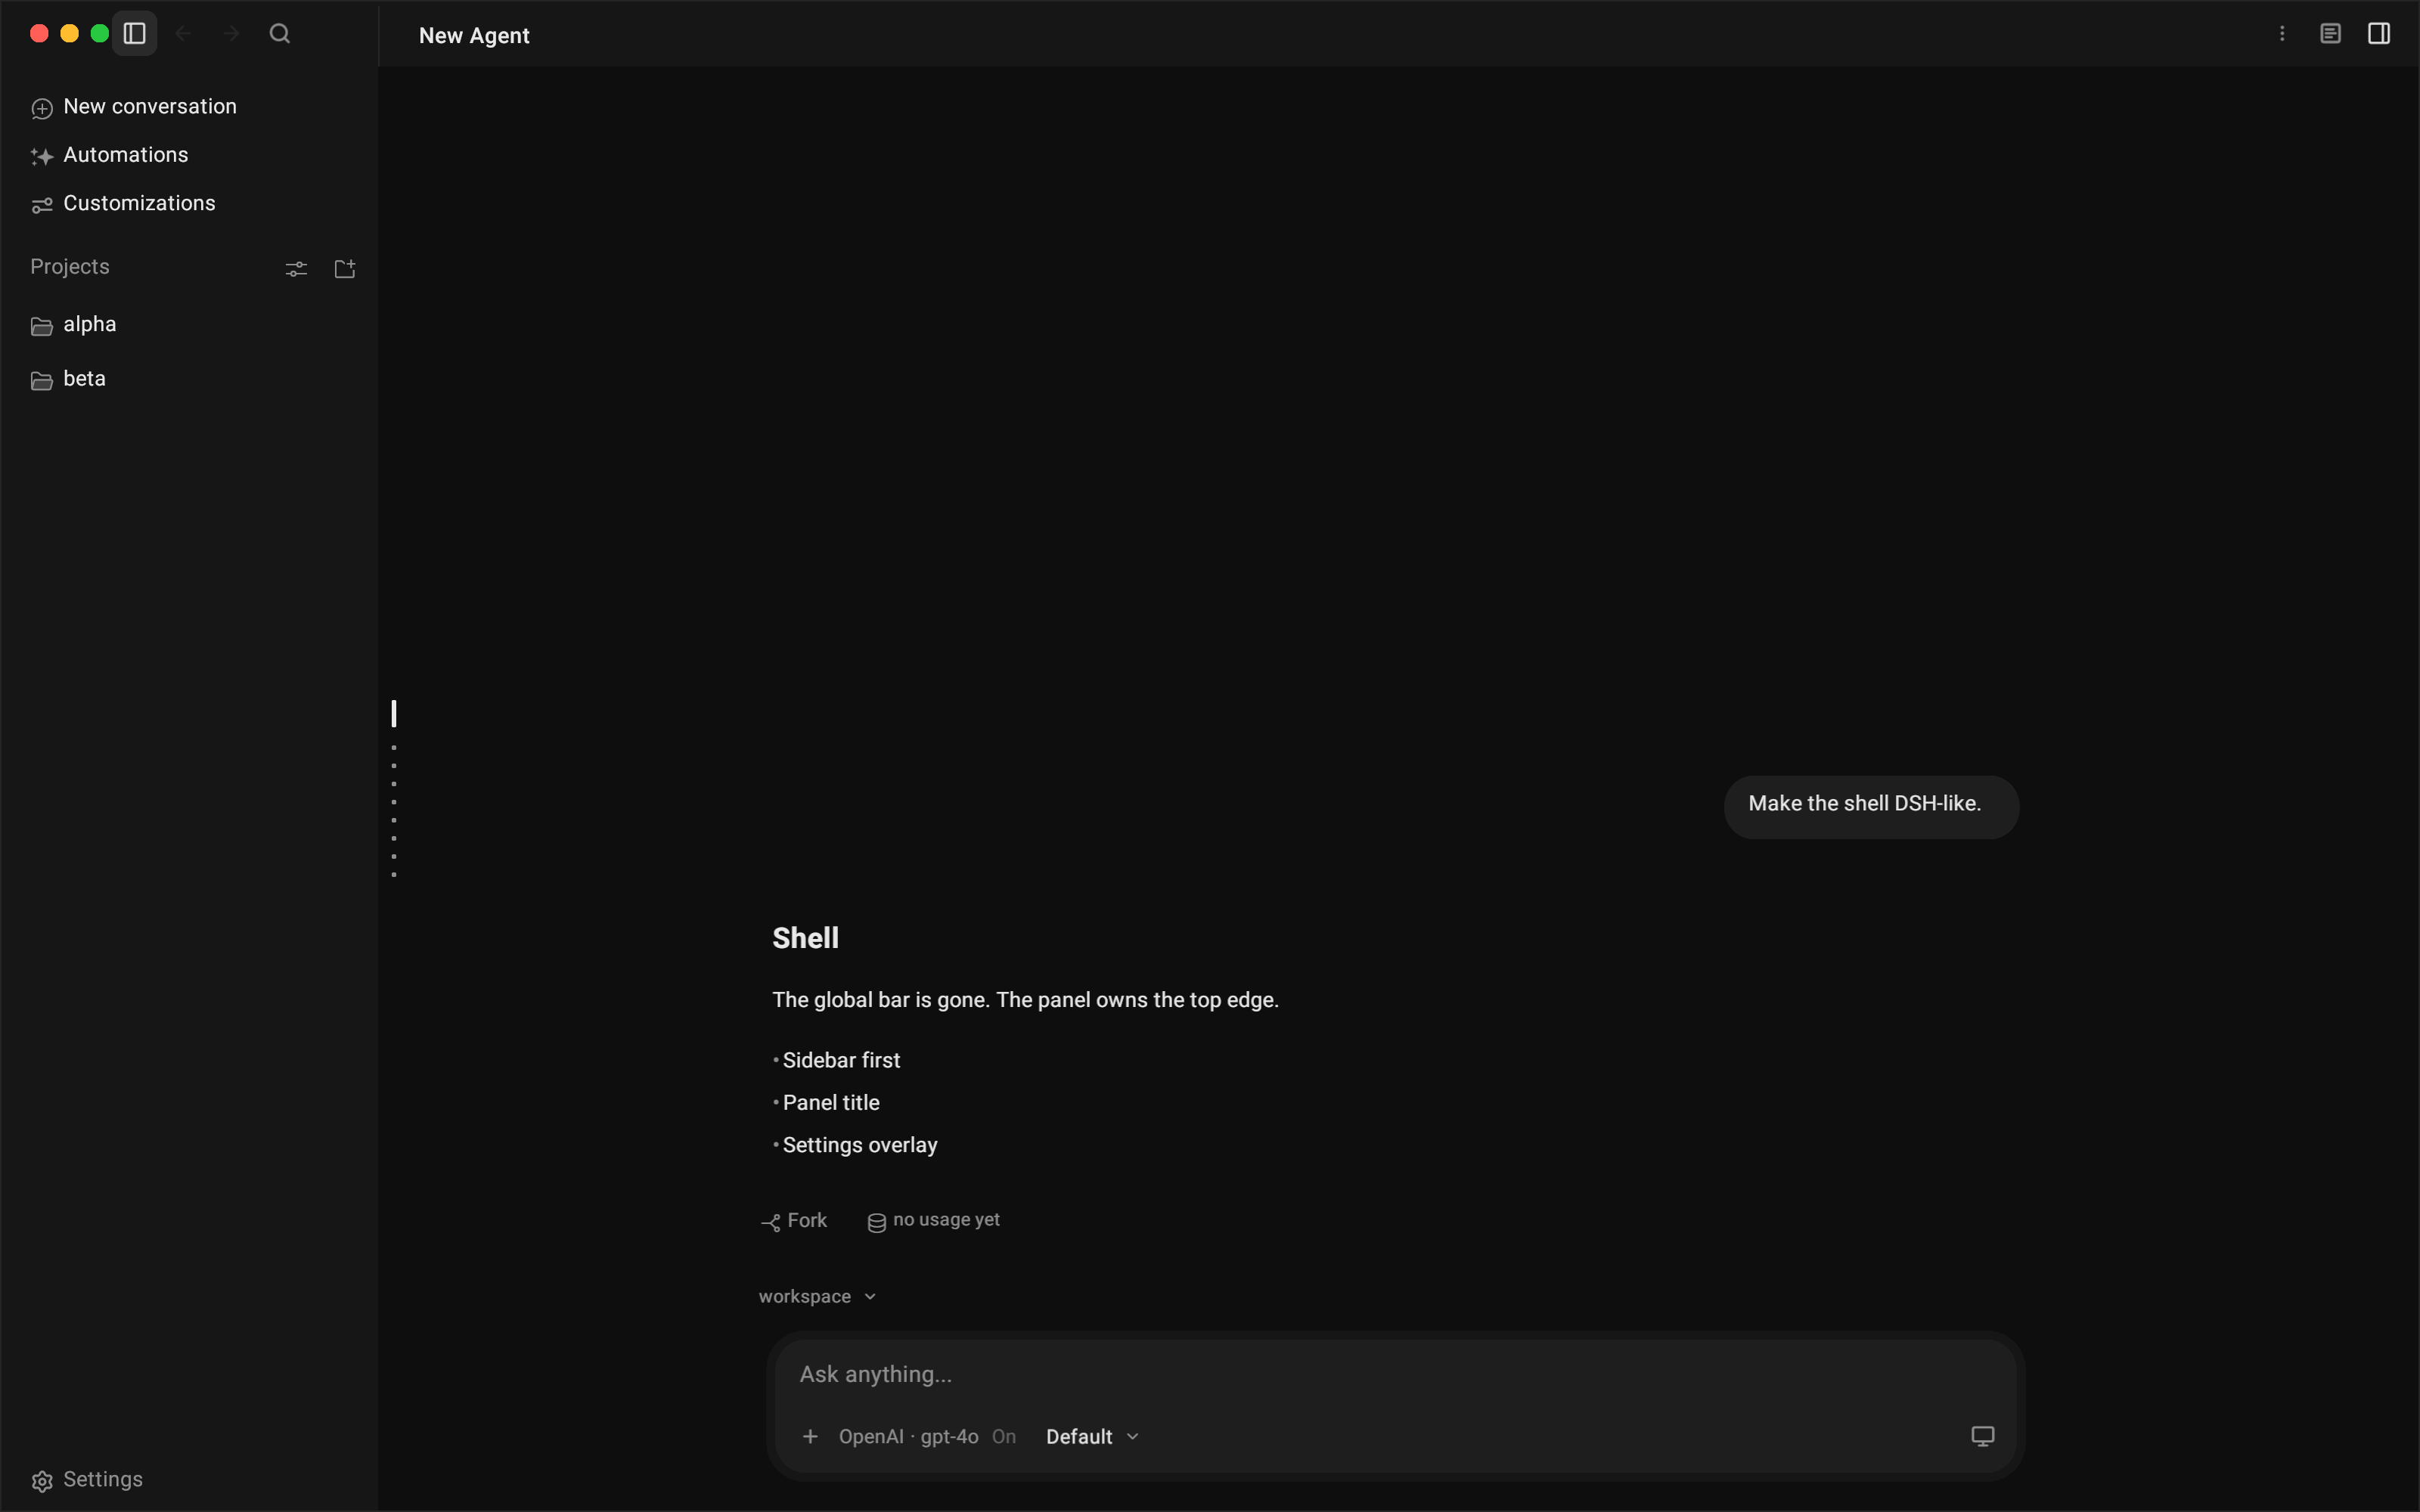 New Agent
New conversation
Automations
Customizations
Projects
alpha
beta
Make the shell DSH-like.
Shell
The global bar is gone. The panel owns the top edge.
• Sidebar first
• Panel title
• Settings overlay
Fork no usage yet
workspace
Ask anything...
+ OpenAI · gpt-4o On Default
Settings